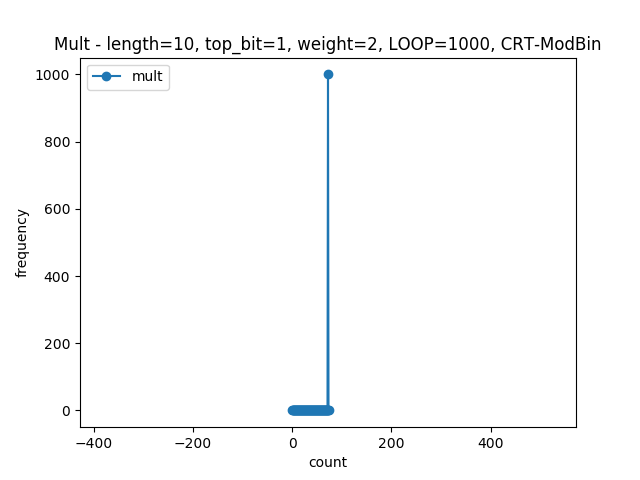 Mult - length=10, top_bit=1, weight=2, LOOP=1000, CRT-ModBin
mult
1000
800
600
400
200
0
frequency
−400
−200
0
200
400
count